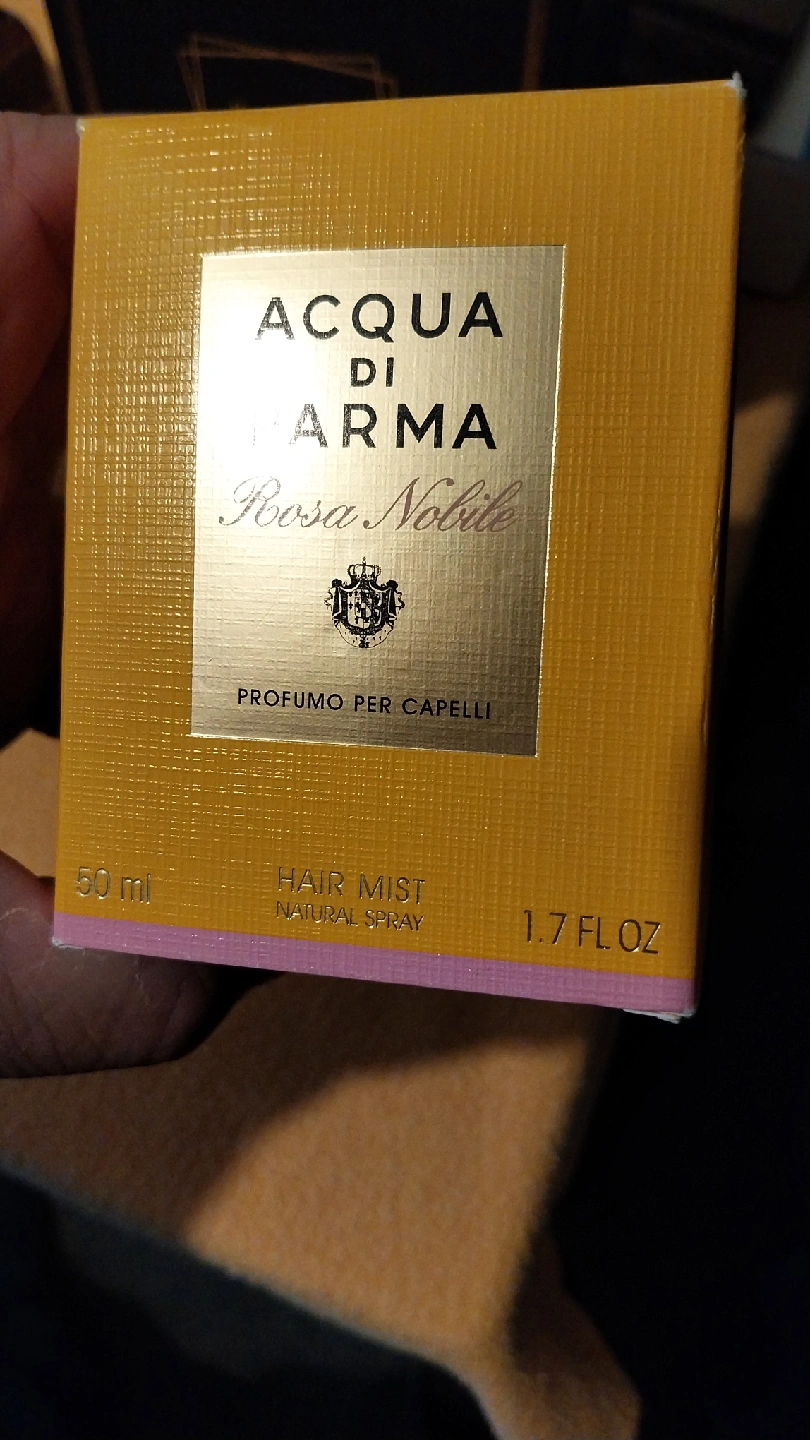 ACQUA
DI
PARMA
Rosa Nobile
PROFUMO PER CAPELLI
50 ml
HAIR MIST
NATURAL SPRAY
1.7 FL OZ